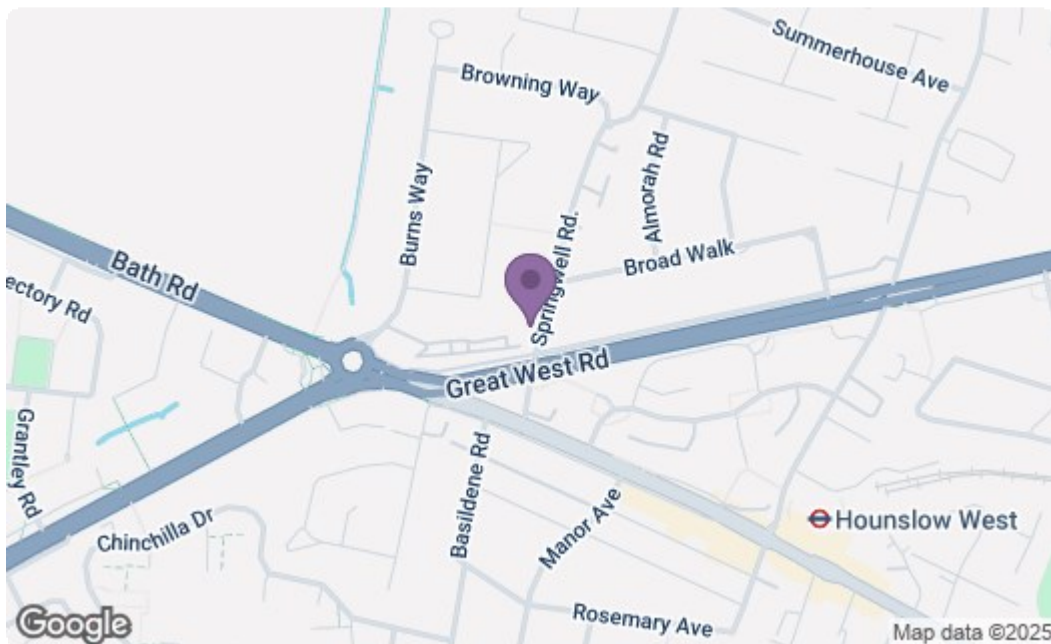 Summerhouse Ave
Browning Way
Almorah Rd
Burns Way
Springwell Rd.
Broad Walk
Bath Rd
ectory Rd
Great West Rd
Grantley Rd
Basildene Rd
Manor Ave
Hounslow West
Chinchilla Dr
Rosemary Ave
Google
Map data ©2025